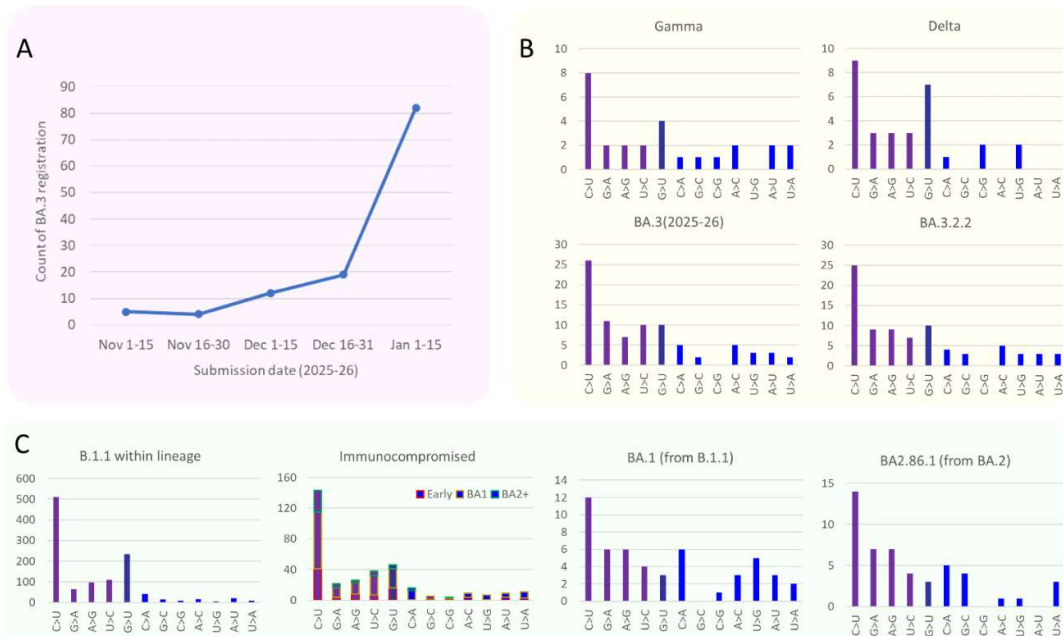 A
90
80
70
60
50
40
30
20
10
0
Count of BA.3 registration
Nov 1-15 Nov 16-30 Dec 1-15 Dec 16-31 Jan 1-15
Submission date (2025-26)
B
Gamma
10
8
6
4
2
0
C>U G>A A>G U>C G>U C>A G>C C>G A>C U>G A>U U>A
Delta
10
8
6
4
2
0
C>U G>A A>G U>C G>U C>A G>C C>G A>C U>G A>U U>A
BA.3(2025-26)
30
25
20
15
10
5
0
C>U G>A A>G U>C G>U C>A G>C C>G A>C U>G A>U U>A
BA.3.2.2
30
25
20
15
10
5
0
C>U G>A A>G U>C G>U C>A G>C C>G A>C U>G A>U U>A
C
B.1.1 within lineage
600
500
400
300
200
100
0
C>U G>A A>G U>C G>U C>A G>C C>G A>C U>G A>U U>A
Immunocompromised
160
120
80
40
0
Early BA1 BA2+
C>U G>A A>G U>C G>U C>A G>C C>G A>C U>G A>U U>A
BA.1 (from B.1.1)
14
12
10
8
6
4
2
0
C>U G>A A>G U>C G>U C>A G>C C>G A>C U>G A>U U>A
BA2.86.1 (from BA.2)
15
10
5
0
C>U G>A A>G U>C G>U C>A G>C C>G A>C U>G A>U U>A